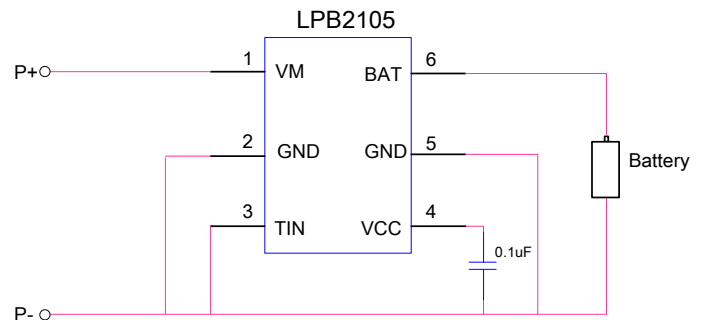 LPB2105
P+
1
VM
BAT
6
2
GND
GND
5
Battery
3
TIN
VCC
4
0.1uF
P-